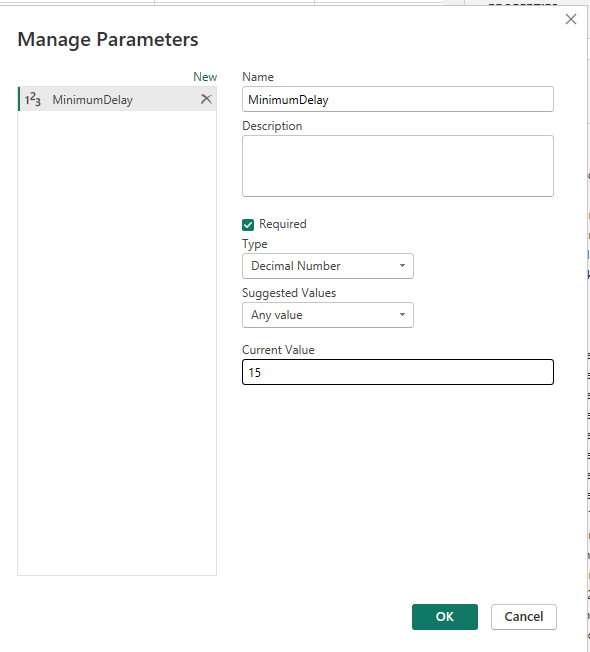 Manage Parameters
New
123 MinimumDelay
Name
MinimumDelay
Description
Required
Type
Decimal Number
Suggested Values
Any value
Current Value
15
OK
Cancel